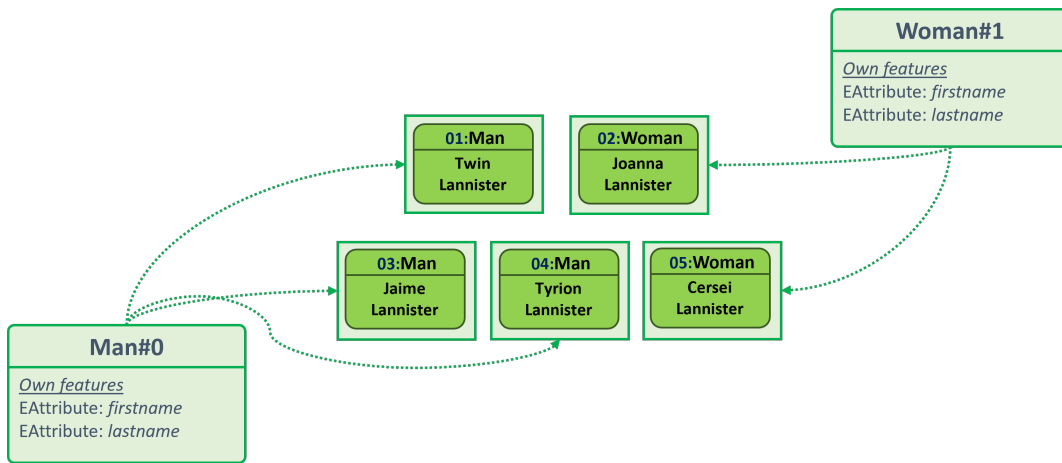 Woman#1
Own features
EAttribute: firstname
EAttribute: lastname
01:Man
Twin
Lannister
02:Woman
Joanna
Lannister
03:Man
Jaime
Lannister
04:Man
Tyrion
Lannister
05:Woman
Cersei
Lannister
Man#0
Own features
EAttribute: firstname
EAttribute: lastname